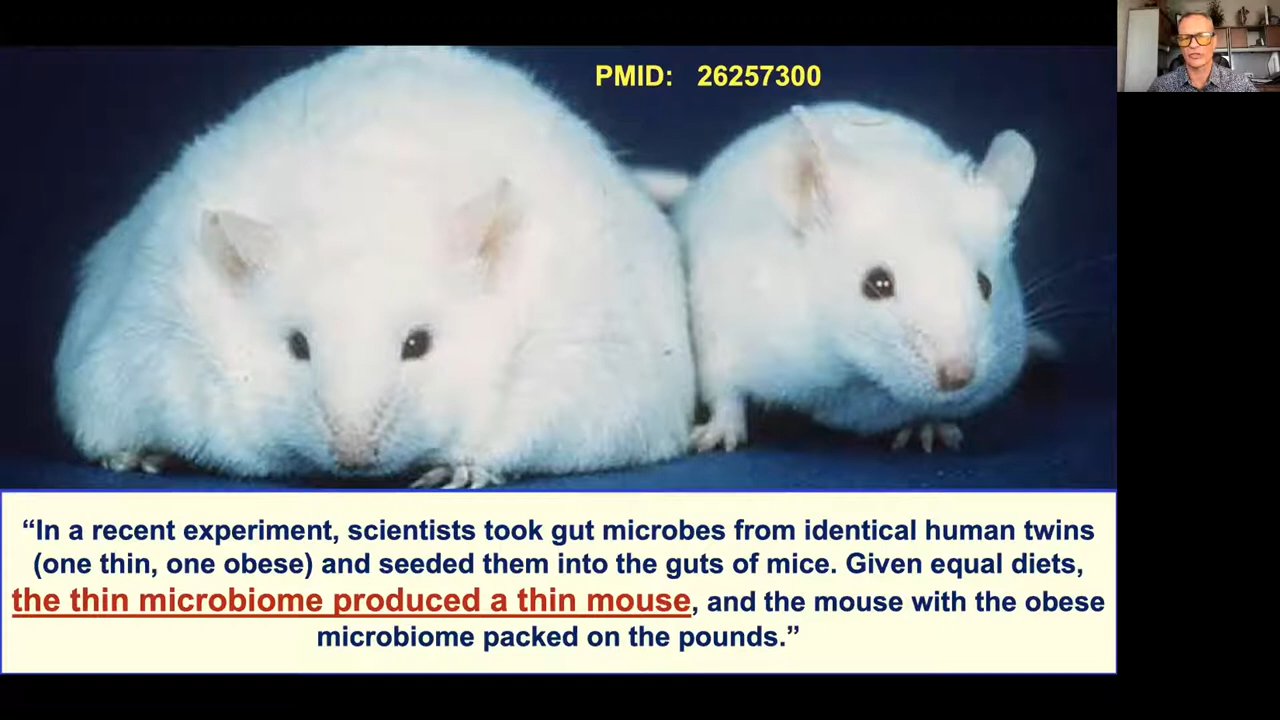 PMID: 26257300
“In a recent experiment, scientists took gut microbes from identical human twins
(one thin, one obese) and seeded them into the guts of mice. Given equal diets,
the thin microbiome produced a thin mouse, and the mouse with the obese
microbiome packed on the pounds.”